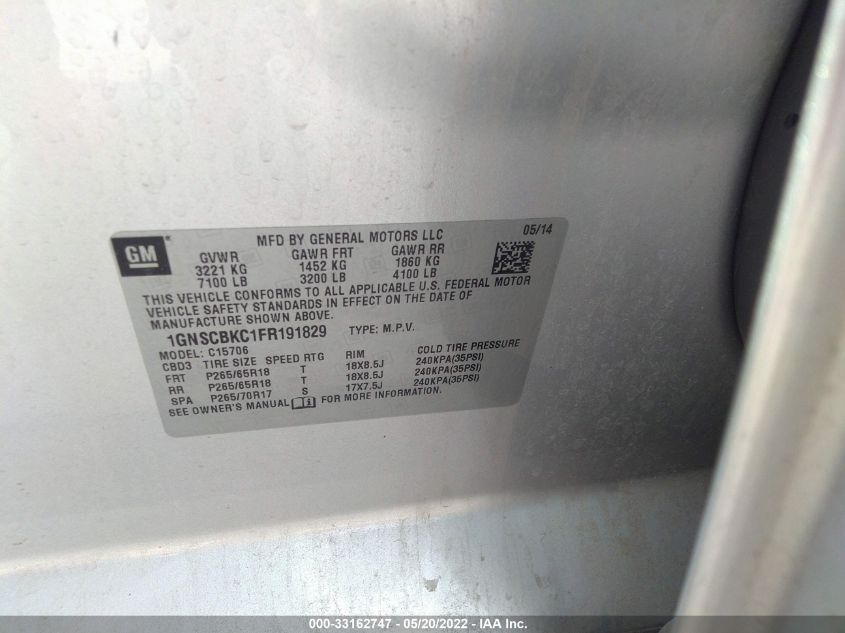 GM ®
MFD BY GENERAL MOTORS LLC 05/14
GVWR GAWR FRT GAWR RR
3221 KG 1452 KG 1860 KG
7100 LB 3200 LB 4100 LB
THIS VEHICLE CONFORMS TO ALL APPLICABLE U.S. FEDERAL MOTOR
VEHICLE SAFETY STANDARDS IN EFFECT ON THE DATE OF
MANUFACTURE SHOWN ABOVE.
1GNSCBKC1FR191829 TYPE: M.P.V.
MODEL: C15706
CBD3 TIRE SIZE SPEED RTG RIM COLD TIRE PRESSURE
FRT P265/65R18 T 18X8.5J 240KPA(35PSI)
RR P265/65R18 T 18X8.5J 240KPA(35PSI)
SPA P265/70R17 S 17X7.5J 240KPA(35PSI)
SEE OWNER'S MANUAL FOR MORE INFORMATION.
000-33162747 - 05/20/2022 - IAA Inc.